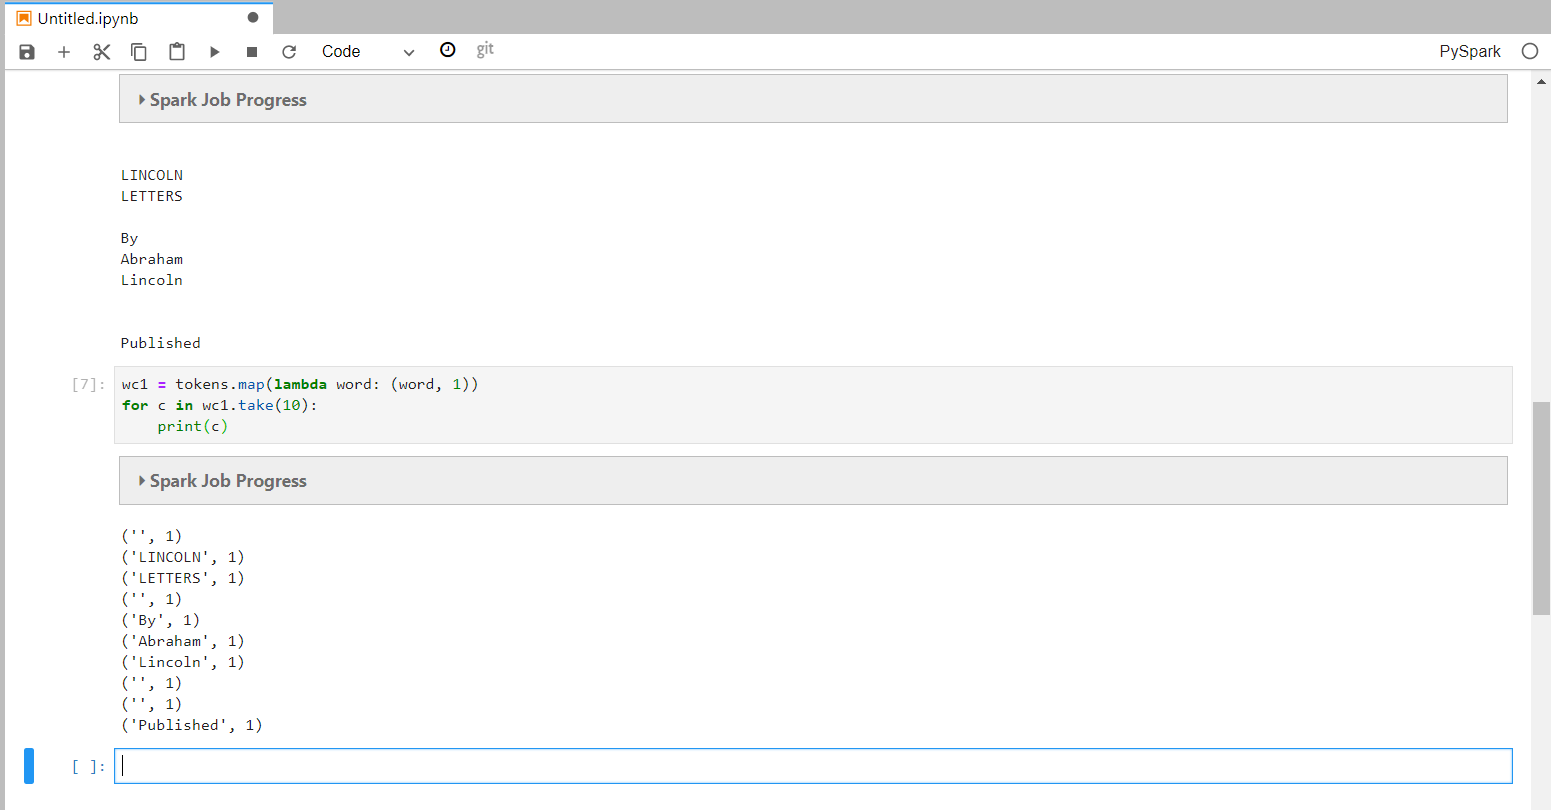 Untitled.ipynb
Code
git
PySpark
Spark Job Progress
LINCOLN
LETTERS
By
Abraham
Lincoln
Published
[7]:
wc1 = tokens.map(lambda word: (word, 1))
for c in wc1.take(10):
    print(c)
Spark Job Progress
('', 1)
('LINCOLN', 1)
('LETTERS', 1)
('', 1)
('By', 1)
('Abraham', 1)
('Lincoln', 1)
('', 1)
('', 1)
('Published', 1)
[ ]: